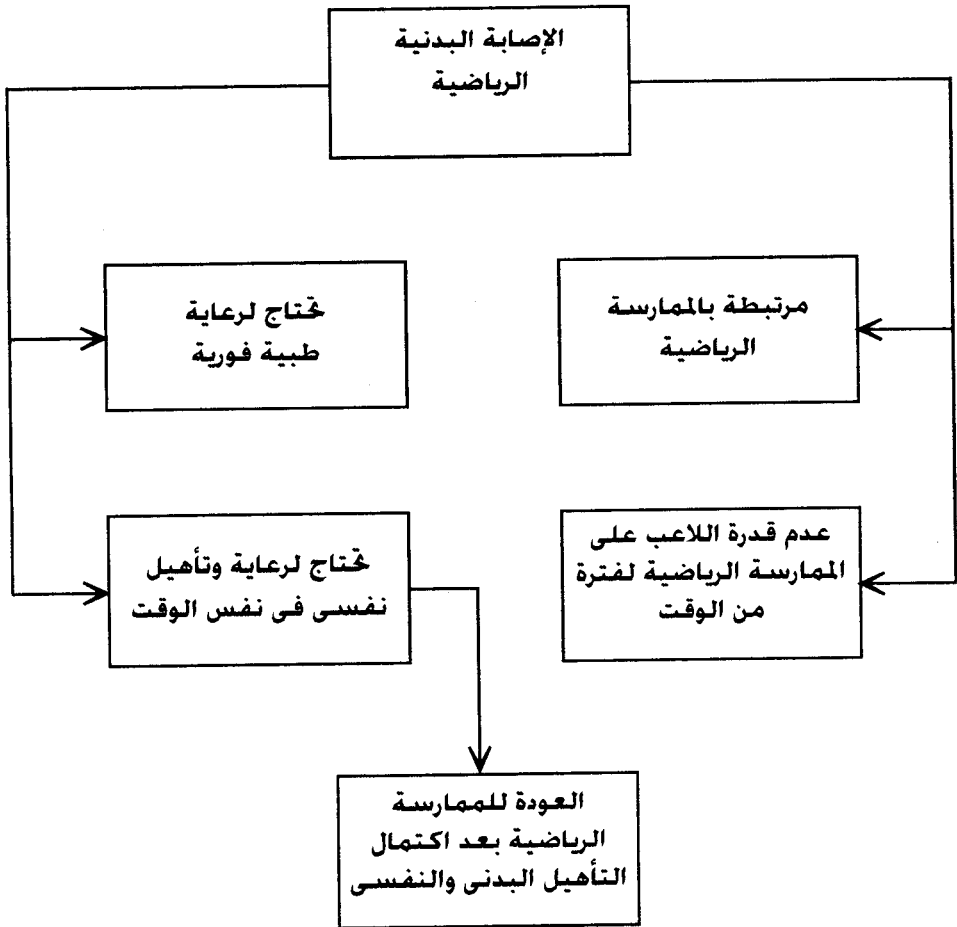 الإصابة البدنية
الرياضية
مرتبطة بالممارسة
الرياضية
تحتاج لرعاية
طبية فورية
عدم قدرة اللاعب على
الممارسة الرياضية لفترة
من الوقت
تحتاج لرعاية وتأهيل
نفسى فى نفس الوقت
العودة للممارسة
الرياضية بعد اكتمال
التأهيل البدنى والنفسى